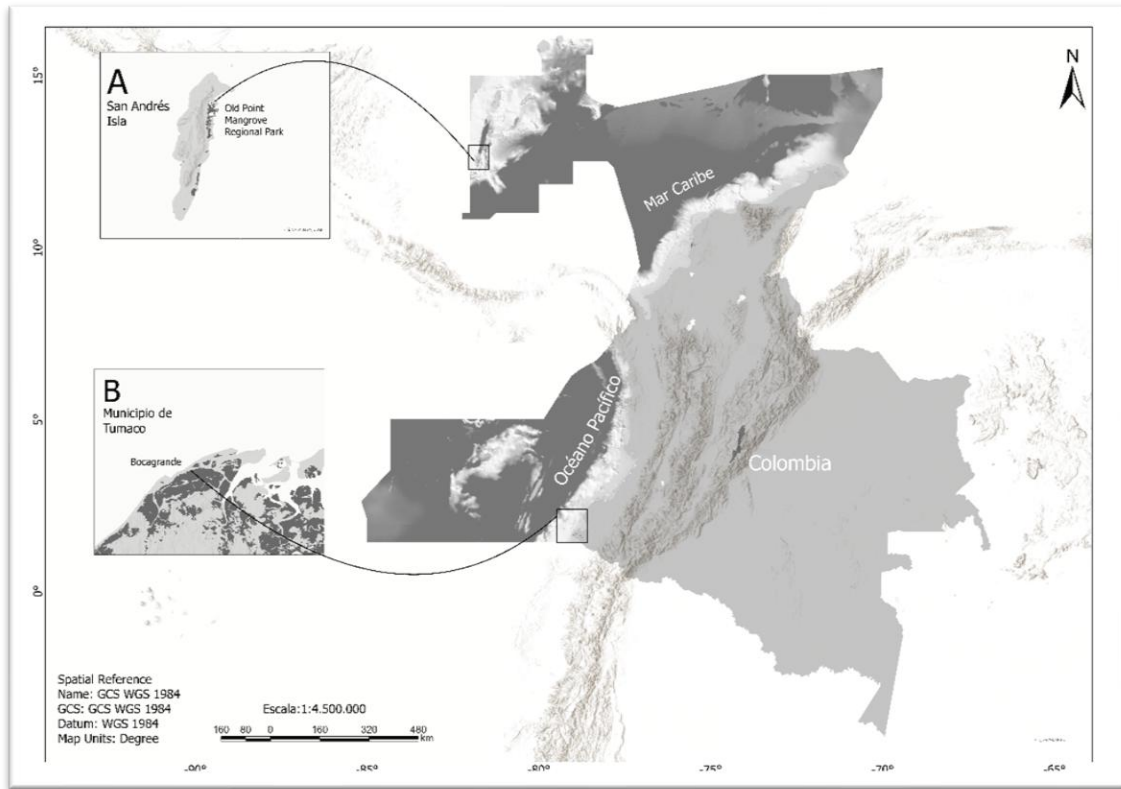 15°
10°
5°
0°
A
San Andrés
Isla
Old Point
Mangrove
Regional Park
N
Mar Caribe
B
Municipio de
Tumaco
Bocagrande
Océano Pacífico
Colombia
Spatial Reference
Name: GCS WGS 1984
GCS: GCS WGS 1984
Datum: WGS 1984
Map Units: Degree
Escala:1:4.500.000
160 80 0 160 320 480
km
-90° -85° -80° -75° -70° -65°